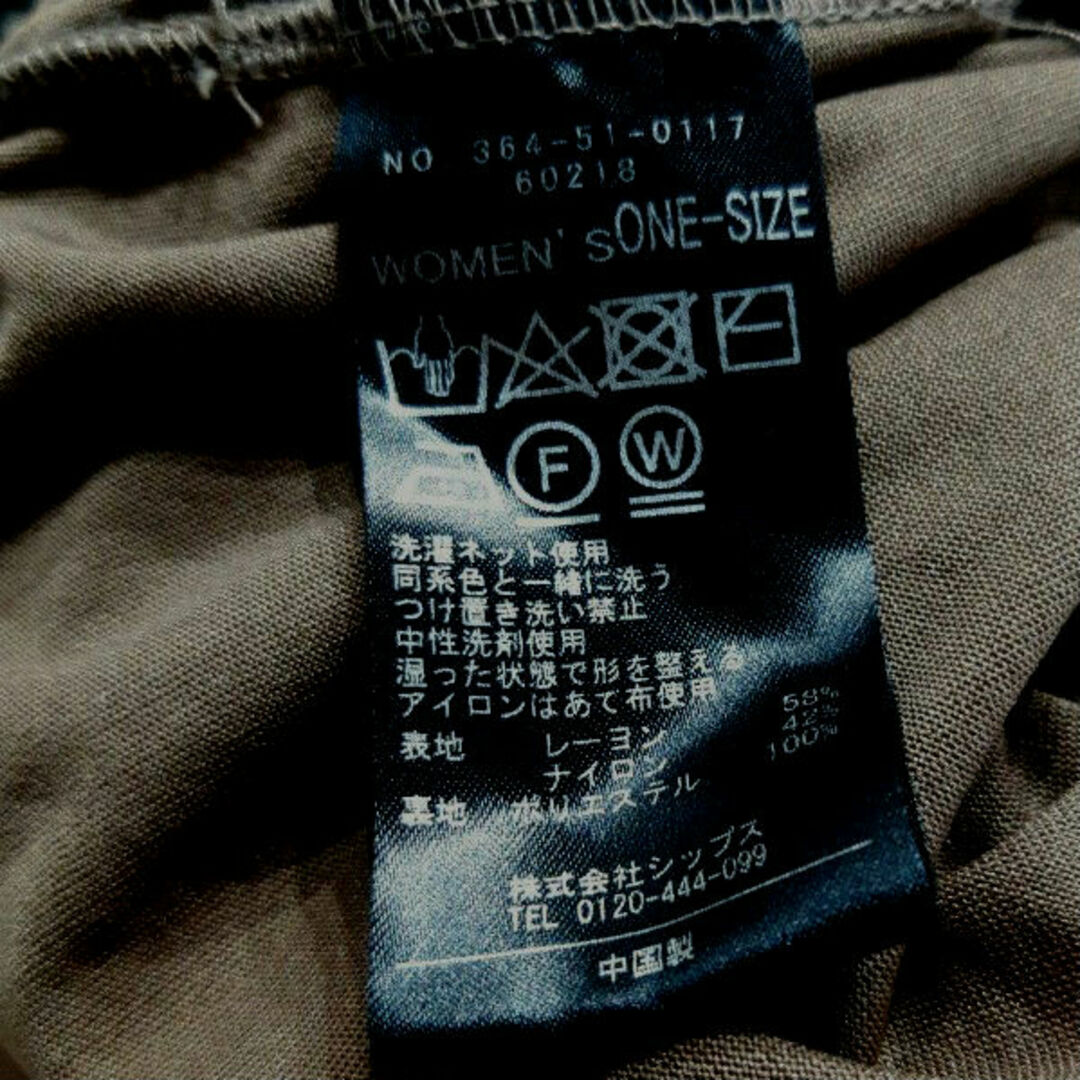 NO 364-51-0117
60218
WOMEN'S ONE-SIZE
F W
洗濯ネット使用
同系色と一緒に洗う
つけ置き洗い禁止
中性洗剤使用
湿った状態で形を整える
アイロンはあて布使用
表地 レーヨン 58%
ナイロン 42%
裏地 ポリエステル 100%
株式会社シップス
TEL 0120-444-099
中国製